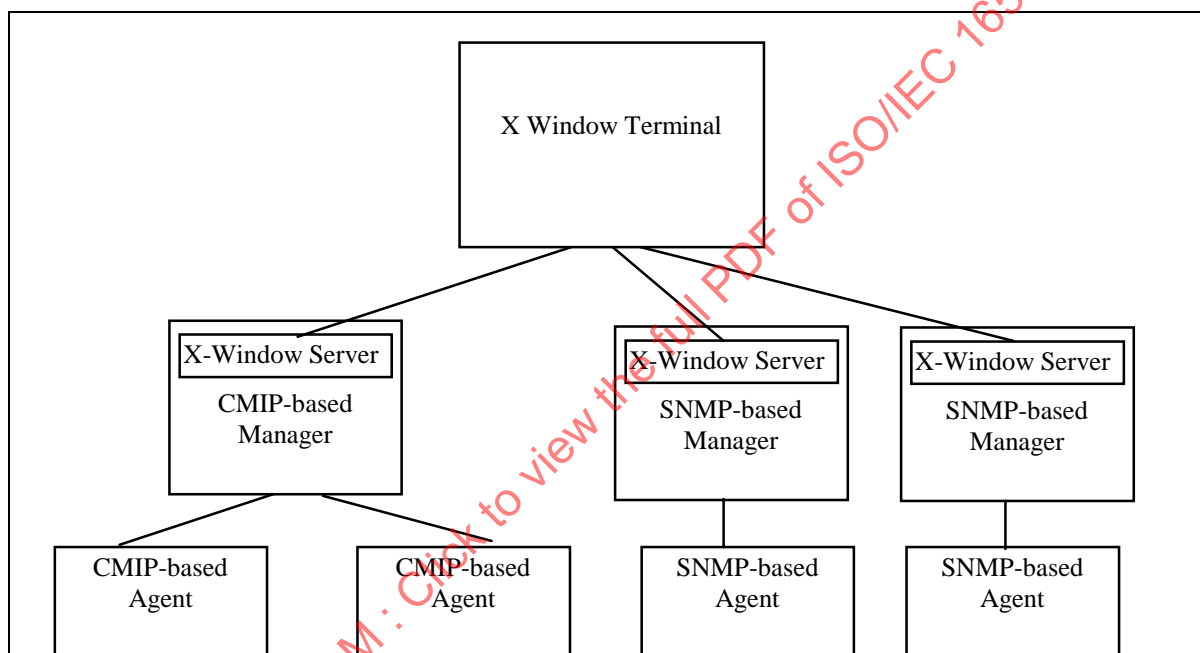 X Window Terminal
X-Window Server
CMIP-based
Manager
X-Window Server
SNMP-based
Manager
X-Window Server
SNMP-based
Manager
CMIP-based
Agent
CMIP-based
Agent
SNMP-based
Agent
SNMP-based
Agent
M : Click to view the full PDF of ISO/IEC 165